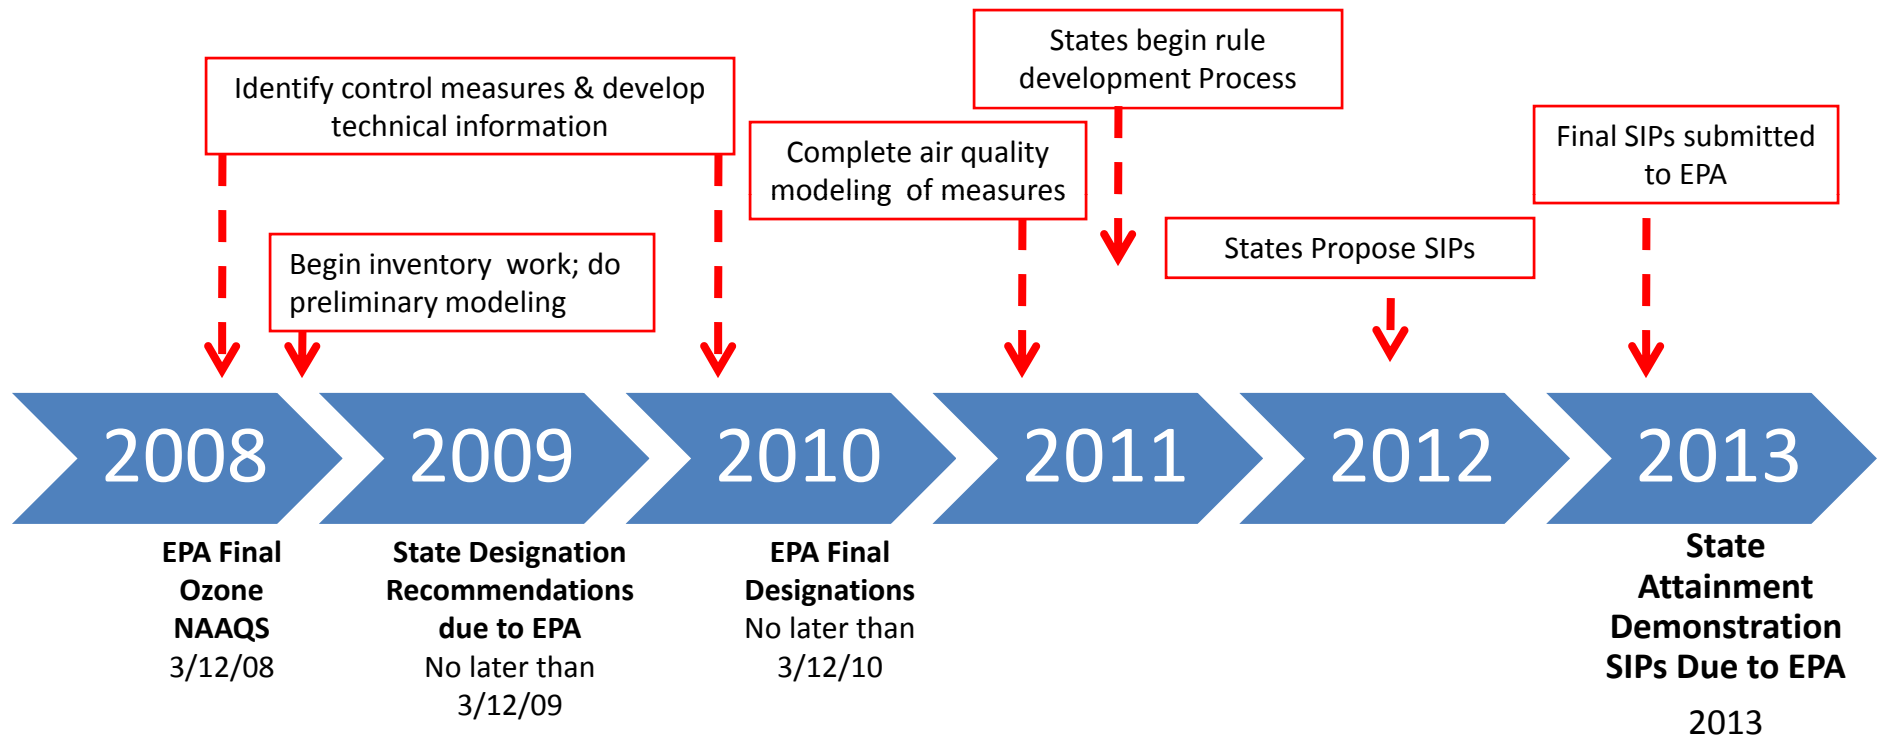 States begin rule
development Process
Identify control measures & develop
technical information
Complete air quality
modeling of measures
Final SIPs submitted
to EPA
States Propose SIPs
Begin inventory work; do
preliminary modeling
2008
2009
2010
2011
2012
2013
EPA Final
Ozone
NAAQS
3/12/08
State Designation
Recommendations
due to EPA
No later than
3/12/09
EPA Final
Designations
No later than
3/12/10
State
Attainment
Demonstration
SIPs Due to EPA
2013